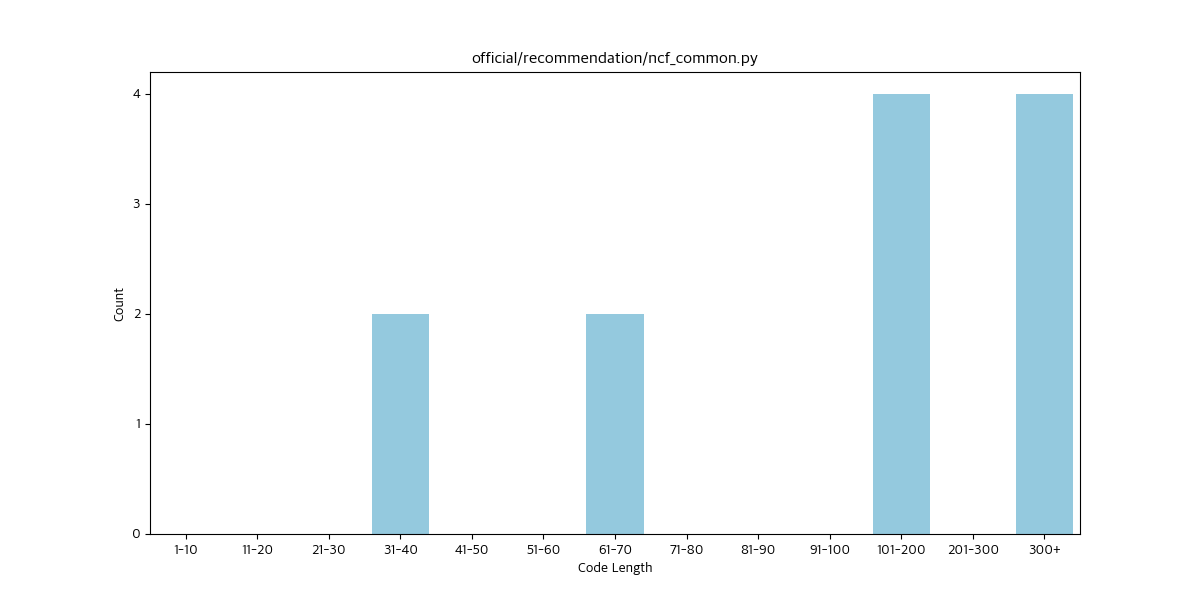 official/recommendation/ncf_common.py
Count
4
3
2
1
0
1-10 11-20 21-30 31-40 41-50 51-60 61-70 71-80 81-90 91-100 101-200 201-300 300+
Code Length